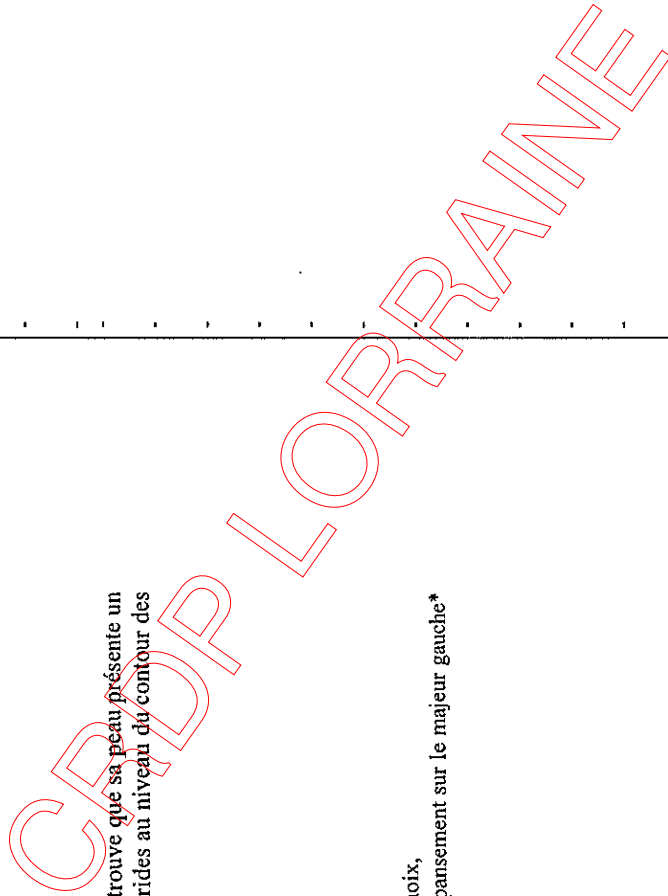 trouve que sa peau présente un
rides au niveau du contour des
pansement sur le majeur gauche*
CRDP LORRAINE